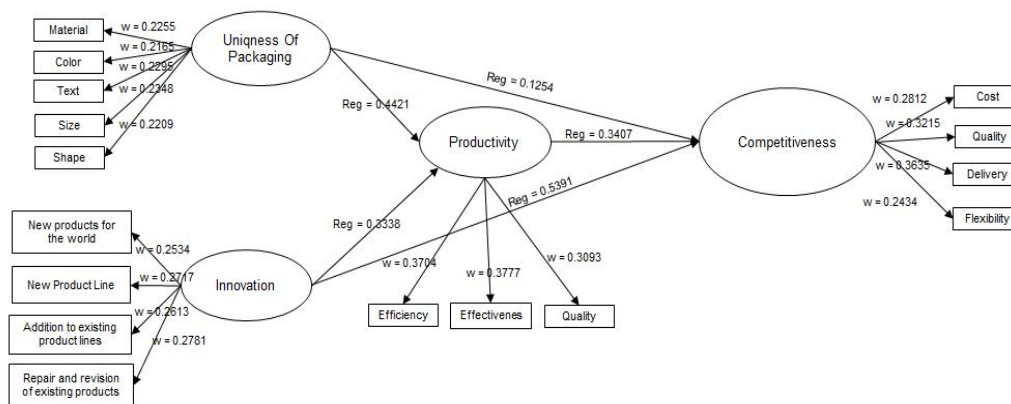 Material
Color
Text
Size
Shape
w = 0.2255
w = 0.2165
w = 0.2295
w = 0.2348
w = 0.2209
Uniqness Of
Packaging
Reg = 0.1254
Reg = 0.4421
Productivity
Reg = 0.3407
Competitiveness
w = 0.2812
w = 0.3215
w = 0.3635
w = 0.2434
Cost
Quality
Delivery
Flexibility
New products for
the world
New Product Line
Addition to existing
product lines
Repair and revision
of existing products
w = 0.2534
w = 0.2717
w = 0.2613
w = 0.2781
Innovation
Reg = 0.3338
Reg = 0.5391
w = 0.3704
w = 0.3777
w = 0.3093
Efficiency
Effectivenes
Quality